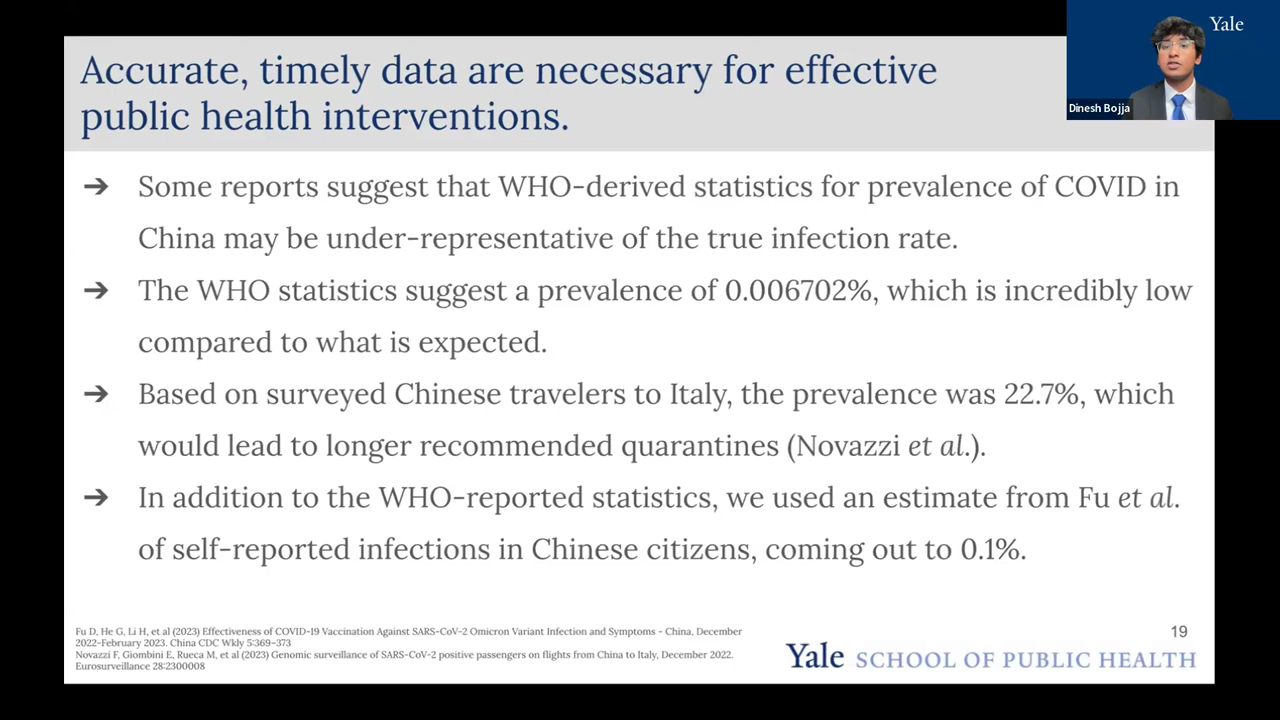 Accurate, timely data are necessary for effective
public health interventions.
Yale
Dinesh Bojja
➔ Some reports suggest that WHO-derived statistics for prevalence of COVID in
China may be under-representative of the true infection rate.
➔ The WHO statistics suggest a prevalence of 0.006702%, which is incredibly low
compared to what is expected.
➔ Based on surveyed Chinese travelers to Italy, the prevalence was 22.7%, which
would lead to longer recommended quarantines (Novazzi et al.).
➔ In addition to the WHO-reported statistics, we used an estimate from Fu et al.
of self-reported infections in Chinese citizens, coming out to 0.1%.
Fu D, He G, Li H, et al (2023) Effectiveness of COVID-19 Vaccination Against SARS-CoV-2 Omicron Variant Infection and Symptoms - China, December
2022-February 2023. China CDC Wkly 5:369–373
Novazzi F, Giombini E, Rueca M, et al (2023) Genomic surveillance of SARS-CoV-2 positive passengers on flights from China to Italy, December 2022.
Eurosurveillance 28:2300008
19
Yale SCHOOL OF PUBLIC HEALTH